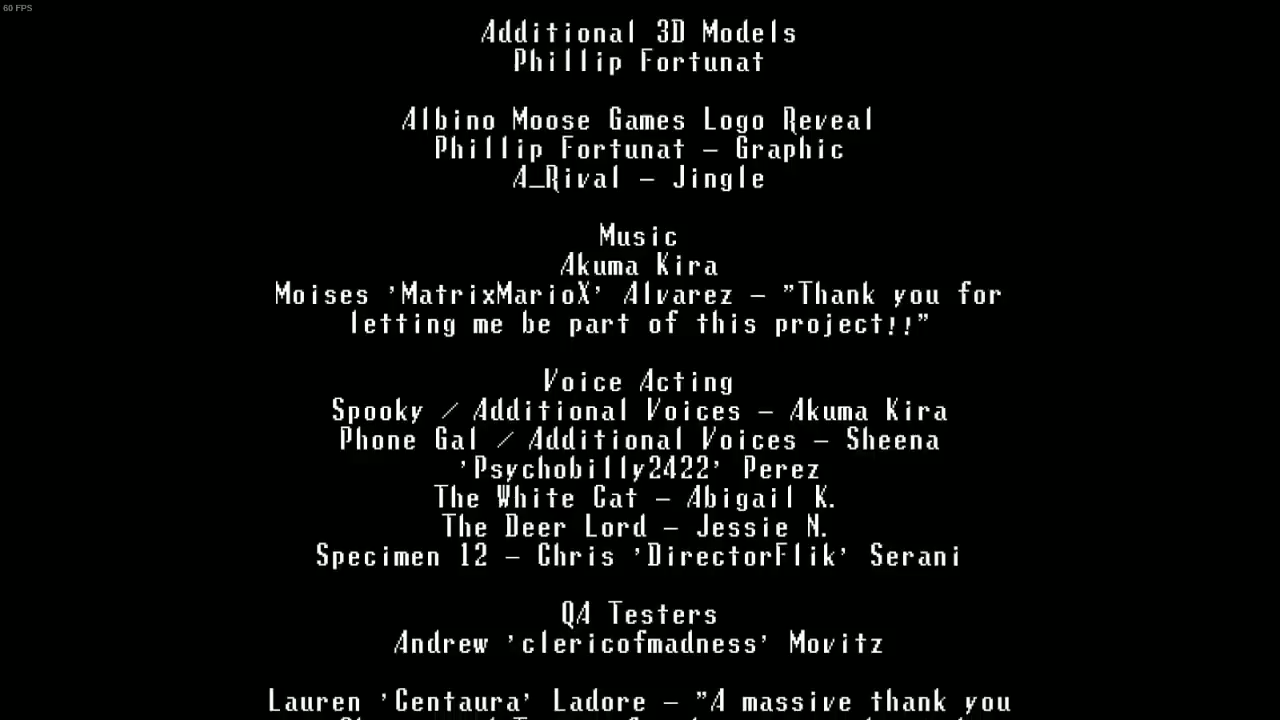 60 FPS
Additional 3D Models
Phillip Fortunat
Albino Moose Games Logo Reveal
Phillip Fortunat - Graphic
A_Rival - Jingle
Music
Akuma Kira
Moises 'MatrixMarioX' Alvarez - "Thank you for
letting me be part of this project!!"
Voice Acting
Spooky / Additional Voices - Akuma Kira
Phone Gal / Additional Voices - Sheena
'Psychobilly2422' Perez
The White Cat - Abigail K.
The Deer Lord - Jessie N.
Specimen 12 - Chris 'DirectorFlik' Serani
QA Testers
Andrew 'clericofmadness' Movitz
Lauren 'Centaura' Ladore - "A massive thank you